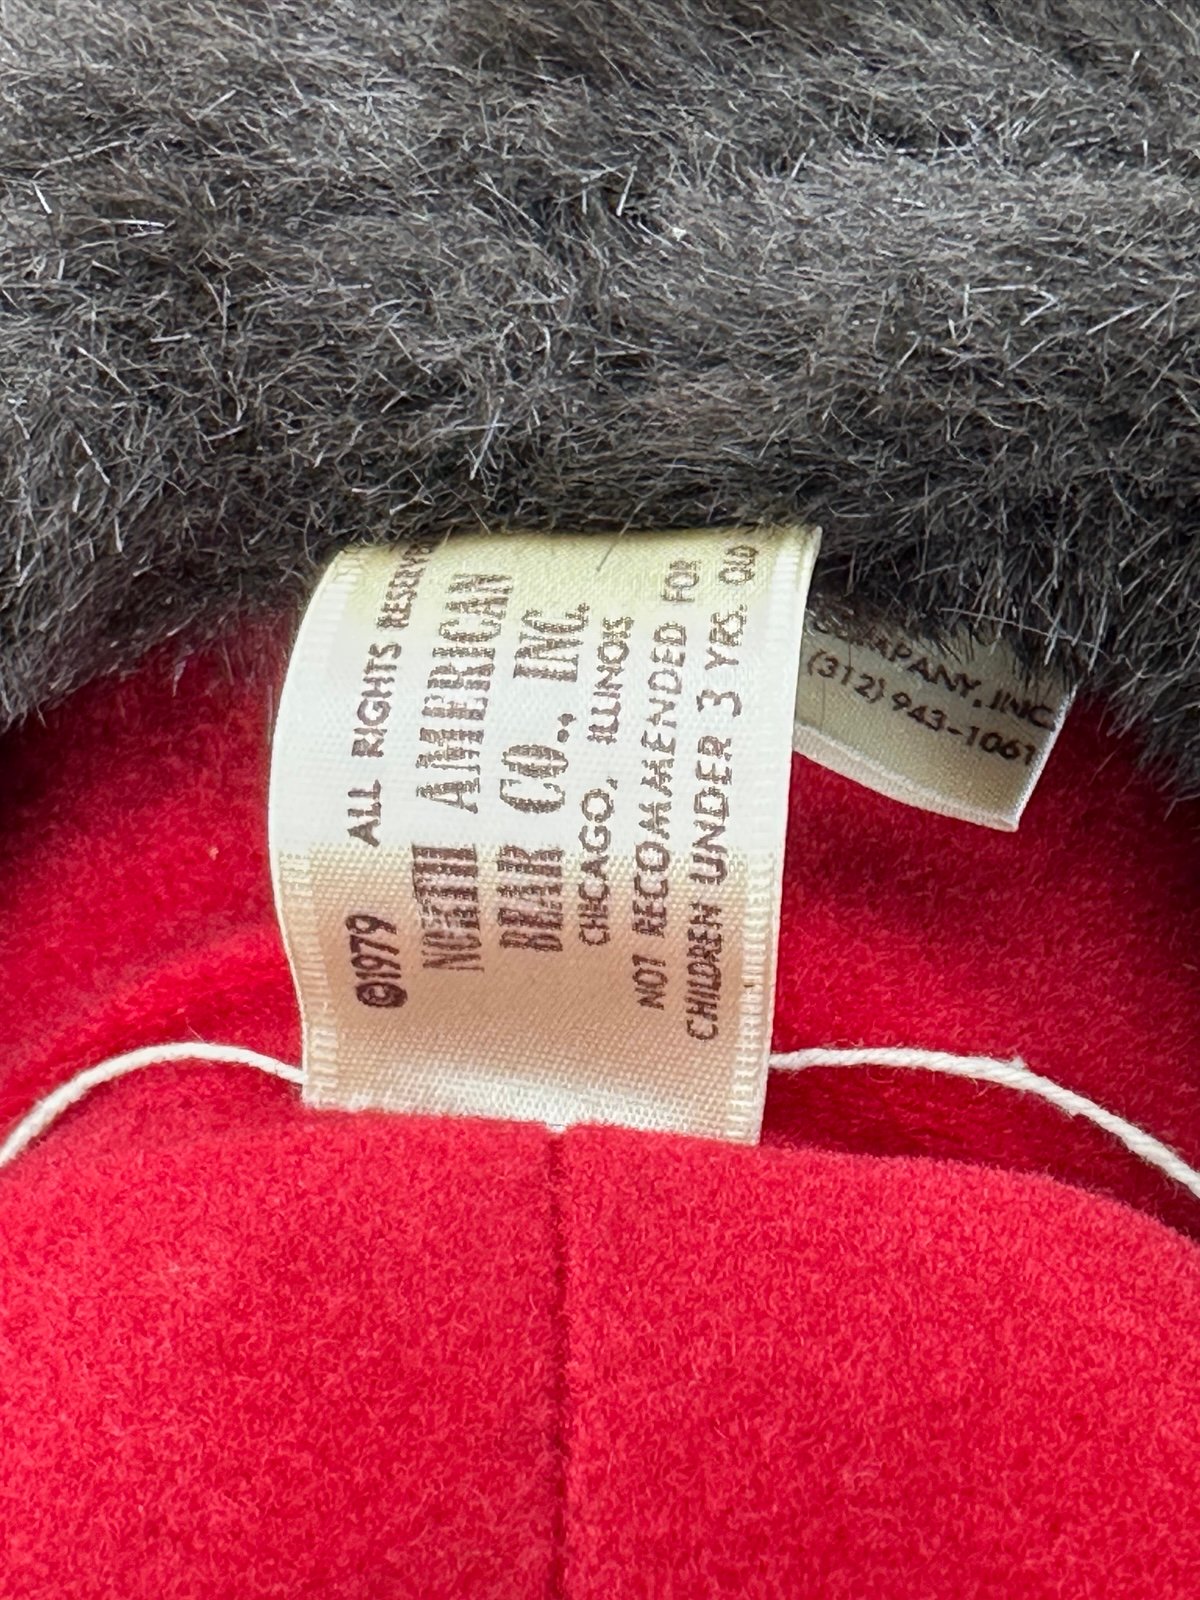 ©1979 ALL RIGHTS RESERVED
NORTH AMERICAN
BEAR CO., INC.
CHICAGO, ILLINOIS
NOT RECOMMENDED FOR
CHILDREN UNDER 3 YRS. OLD
COMPANY, INC.
(312) 943-1061